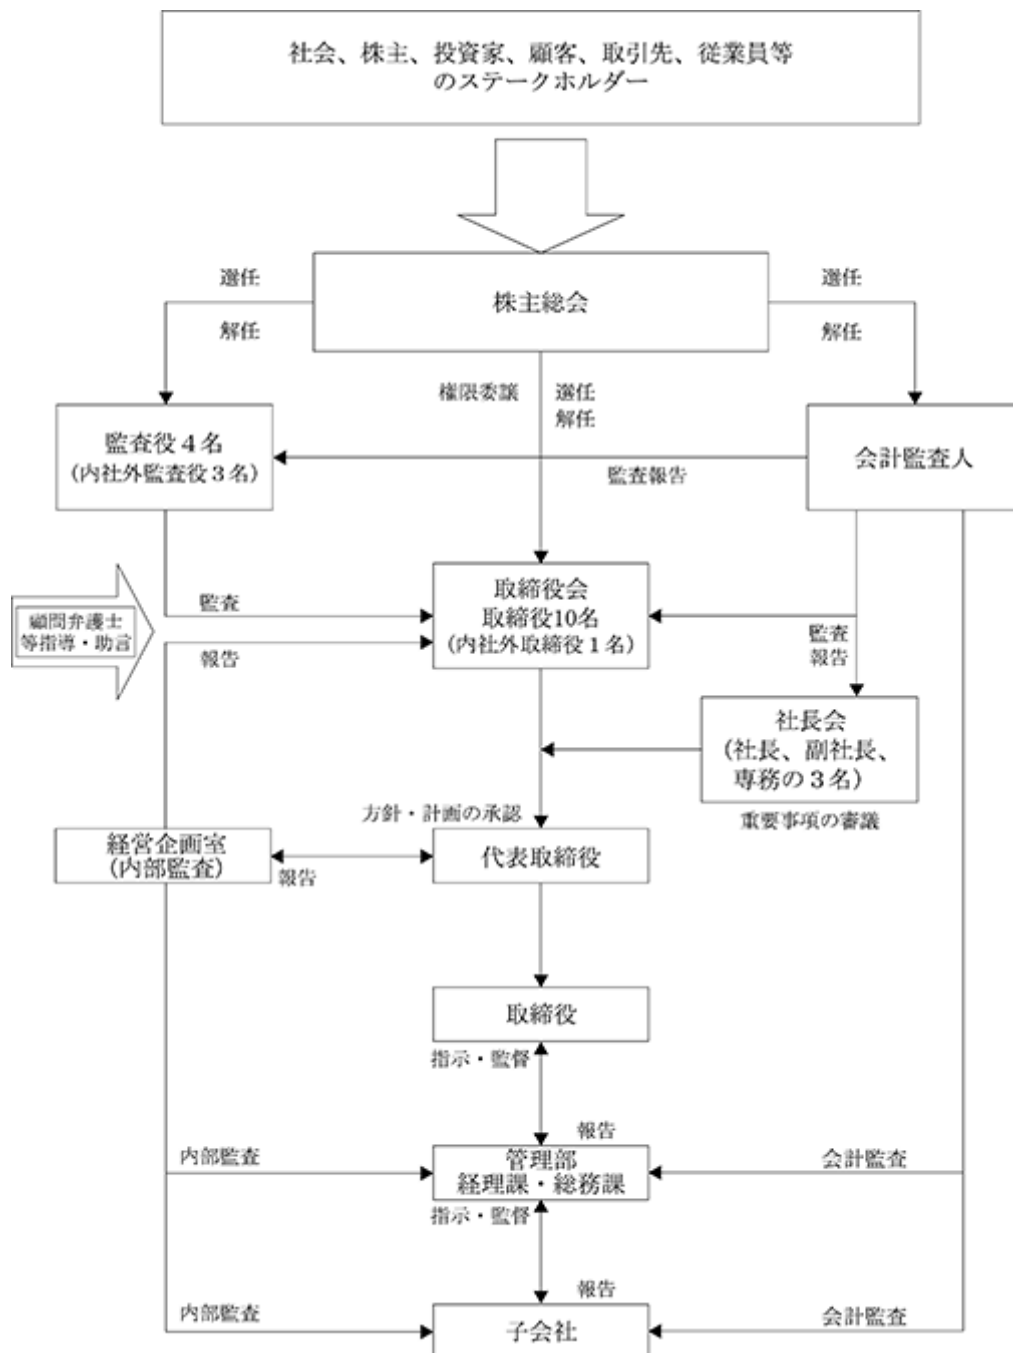 社会、株主、投資家、顧客、取引先、従業員等
のステークホルダー
株主総会
選任
解任
選任
解任
権限委譲
選任
解任
監査役４名
（内社外監査役３名）
会計監査人
監査報告
顧問弁護士
等指導・助言
監査
報告
取締役会
取締役10名
（内社外取締役１名）
監査
報告
社長会
（社長、副社長、
専務の３名）
重要事項の審議
方針・計画の承認
経営企画室
（内部監査）
報告
代表取締役
取締役
指示・監督
報告
内部監査
管理部
経理課・総務課
会計監査
指示・監督
報告
内部監査
子会社
会計監査